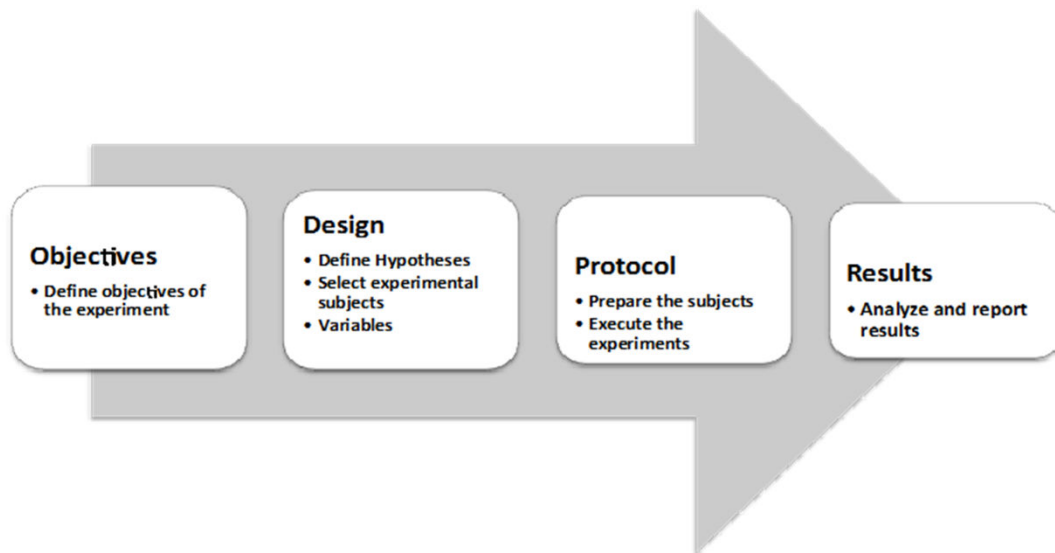 Objectives
• Define objectives of
the experiment
Design
• Define Hypotheses
• Select experimental
subjects
• Variables
Protocol
• Prepare the subjects
• Execute the
experiments
Results
• Analyze and report
results